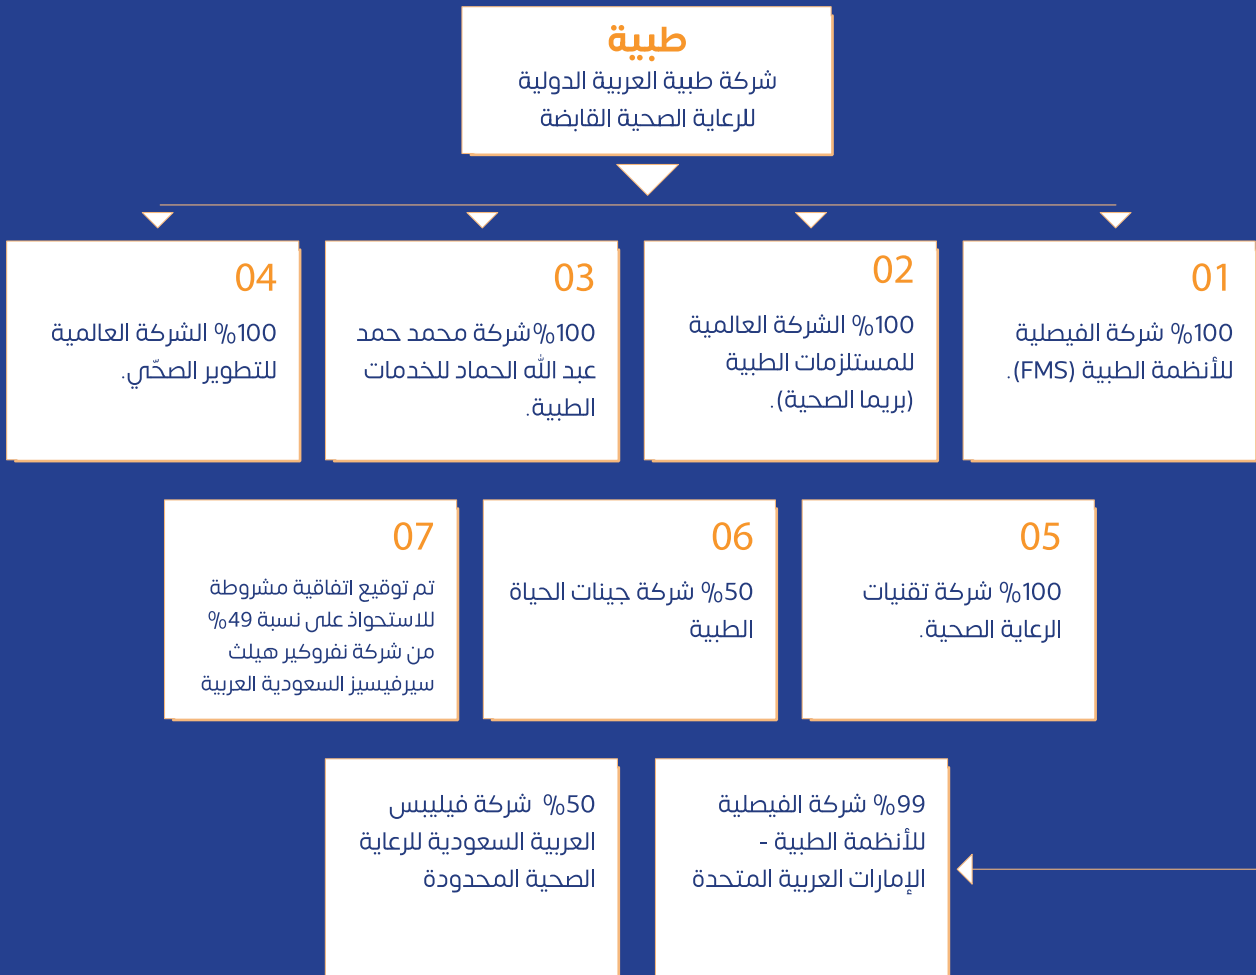 طبية
شركة طبية العربية الدولية
للرعاية الصحية القابضة
01
100% شركة الفيصلية
للأنظمة الطبية (FMS).
02
100% الشركة العالمية
للمستلزمات الطبية
(بريما الصحية).
03
100%شركة محمد حمد
عبد الله الحماد للخدمات
الطبية.
04
100% الشركة العالمية
للتطوير الصحّي.
05
100% شركة تقنيات
الرعاية الصحية.
06
50% شركة جينات الحياة
الطبية
07
تم توقيع اتفاقية مشروطة
للاستحواذ على نسبة 49%
من شركة نفروكير هيلث
سيرفيسيز السعودية العربية
99% شركة الفيصلية
للأنظمة الطبية -
الإمارات العربية المتحدة
50% شركة فيليبس
العربية السعودية للرعاية
الصحية المحدودة